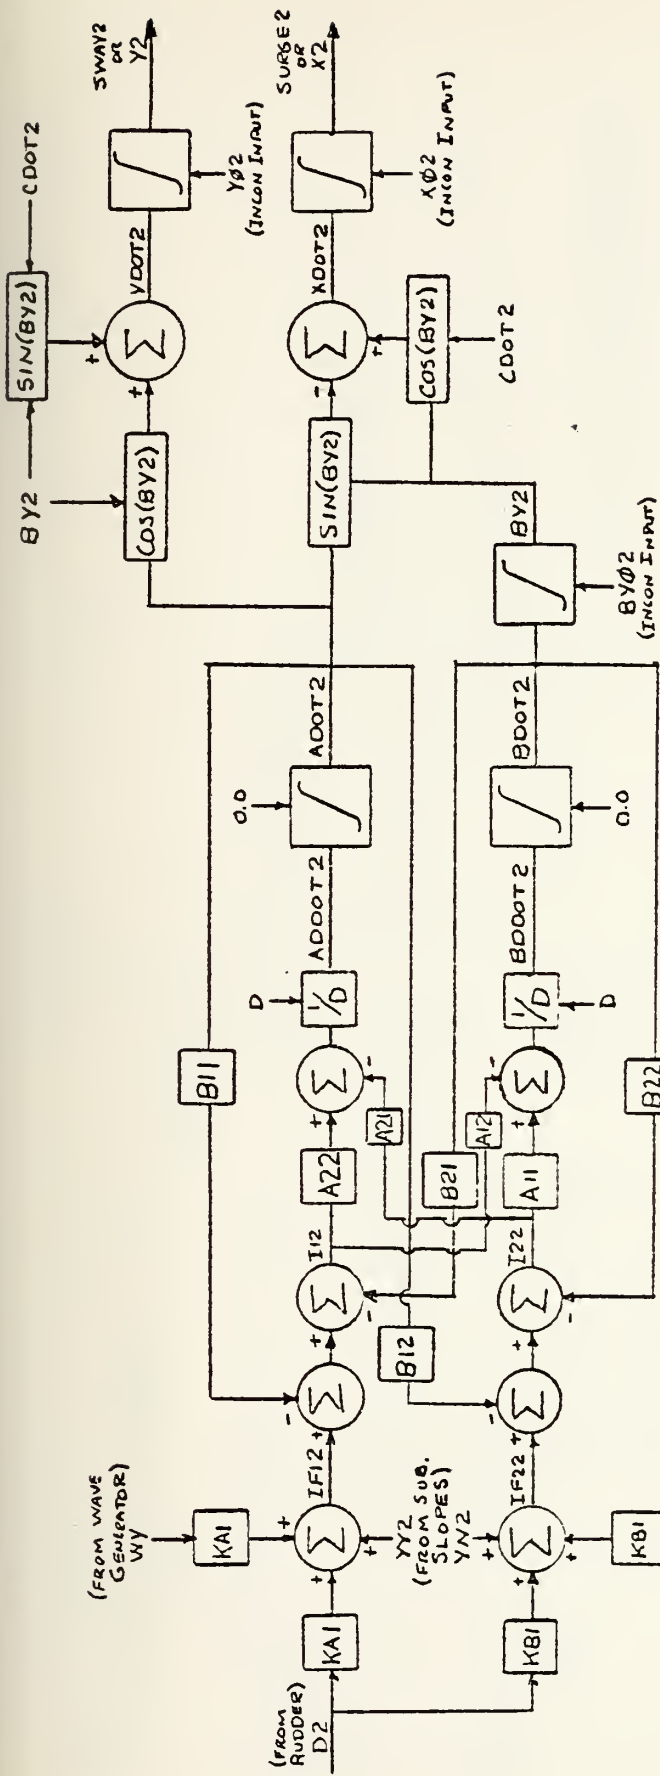 SWAY2
OR
Y2
CDOT2
SIN(BY2)
BY2
YDOT2
Σ
+
+
YØ2
(INCON INPUT)
COS(BY2)
SURGE2
OR
X2
XDOT2
XØ2
(INCON INPUT)
Σ
-
+
COS(BY2)
CDOT2
SIN(BY2)
BY2
BYØ2
(INCON INPUT)
ADOT2
0.0
ADDOT2
D
1/D
Σ
+
-
A22
A21
B11
I12
Σ
+
-
Σ
+
-
B12
B21
IF12
(FROM WAVE
GENERATOR)
WY
KA1
Σ
+
+
+
KA1
(FROM
RUDDER)
D2
YY2
(FROM SUB.
SLOPES)
YN2
BDOT2
0.0
BDDOT2
D
1/D
Σ
+
-
A12
A11
B22
I22
Σ
+
-
Σ
+
-
IF22
Σ
+
+
+
KB1
KB1